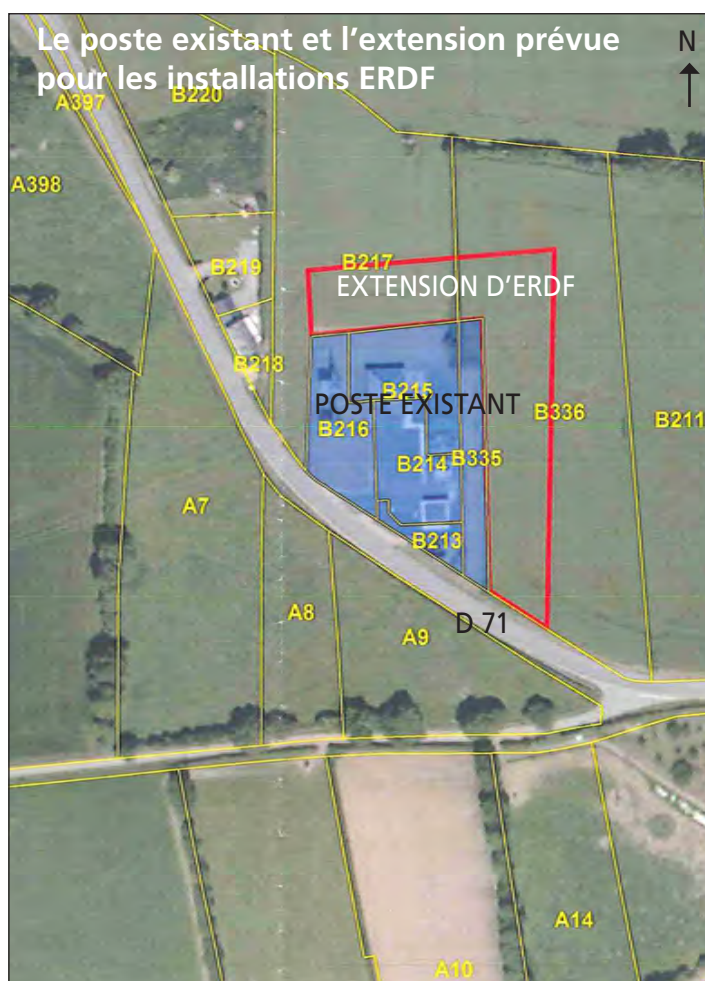 Le poste existant et l'extension prévue
pour les installations ERDF
N
A397
B220
A398
B219
B217
EXTENSION D'ERDF
B218
B215
POSTE EXISTANT
B216
B336
B211
B214
B335
A7
B213
A8
A9
D 71
A14
A10